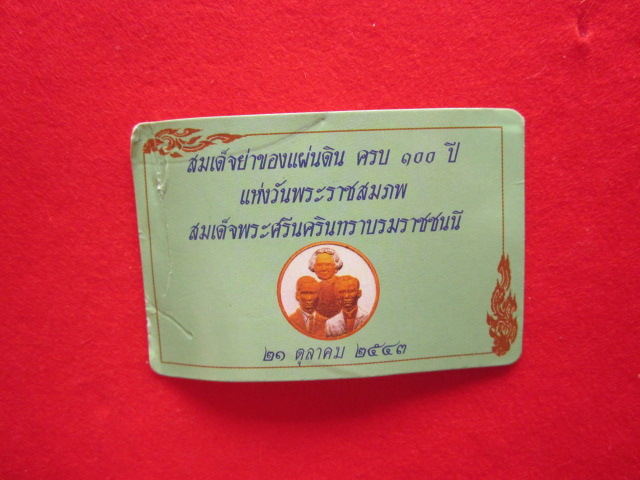 สมเด็จย่าของแผ่นดิน ครบ ๑๐๐ ปี
แห่งวันพระราชสมภพ
สมเด็จพระศรีนครินทราบรมราชชนนี
๒๑ ตุลาคม ๒๕๔๓